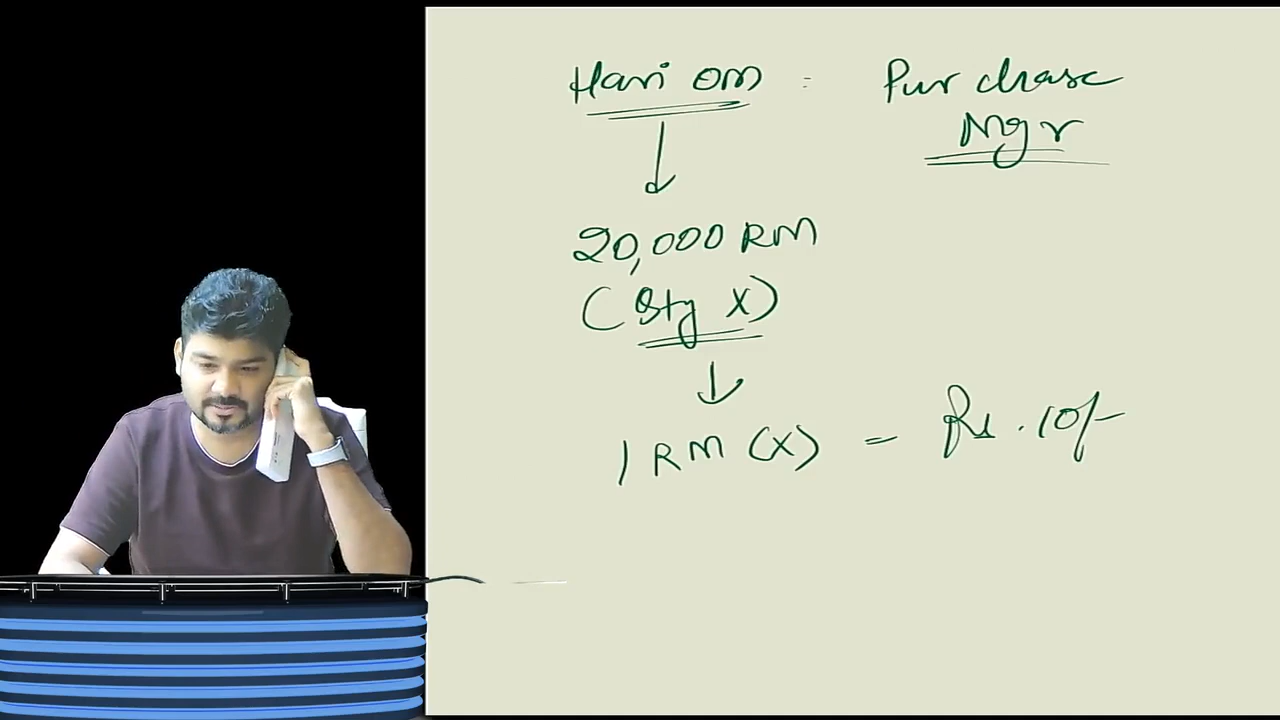 Hari om : Purchase
Mgr
20,000 RM
(Qty X)
1 RM (X) = Rs. 10/-